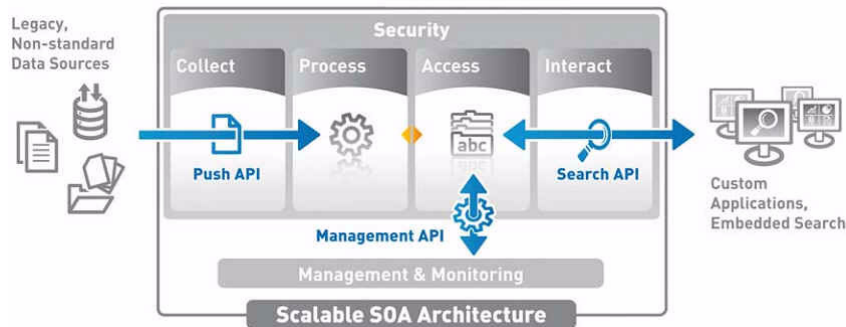 Legacy,
Non-standard
Data Sources
Security
Collect
Process
Access
Interact
abc
Push API
Search API
Management API
Custom
Applications,
Embedded Search
Management & Monitoring
Scalable SOA Architecture